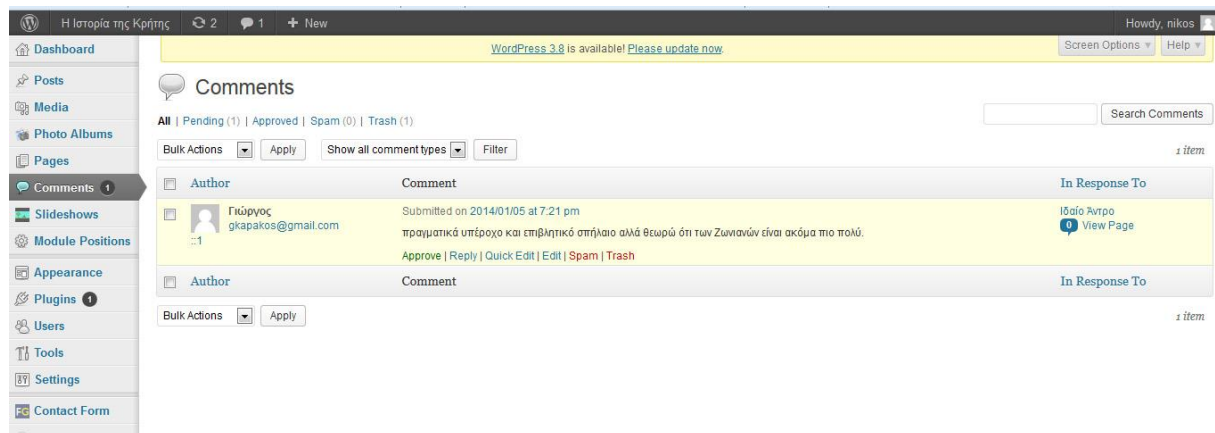 Η Ιστορία της Κρήτης 2 1 + New Howdy, nikos
Dashboard
Posts
Media
Photo Albums
Pages
Comments 1
Slideshows
Module Positions
Appearance
Plugins 1
Users
Tools
Settings
FG Contact Form
WordPress 3.8 is available! Please update now.
Screen Options Help
Comments
All | Pending (1) | Approved | Spam (0) | Trash (1)
Search Comments
Bulk Actions Apply Show all comment types Filter 1 item
Author Comment In Response To
Γιώργος Submitted on 2014/01/05 at 7:21 pm Ιδαίο Άντρο
gkapakos@gmail.com 0 View Page
::1 πραγματικά υπέροχο και επιβλητικό σπήλαιο αλλά θεωρώ ότι των Ζωνιανών είναι ακόμα πιο πολύ.
Approve | Reply | Quick Edit | Edit | Spam | Trash
Author Comment In Response To
Bulk Actions Apply 1 item